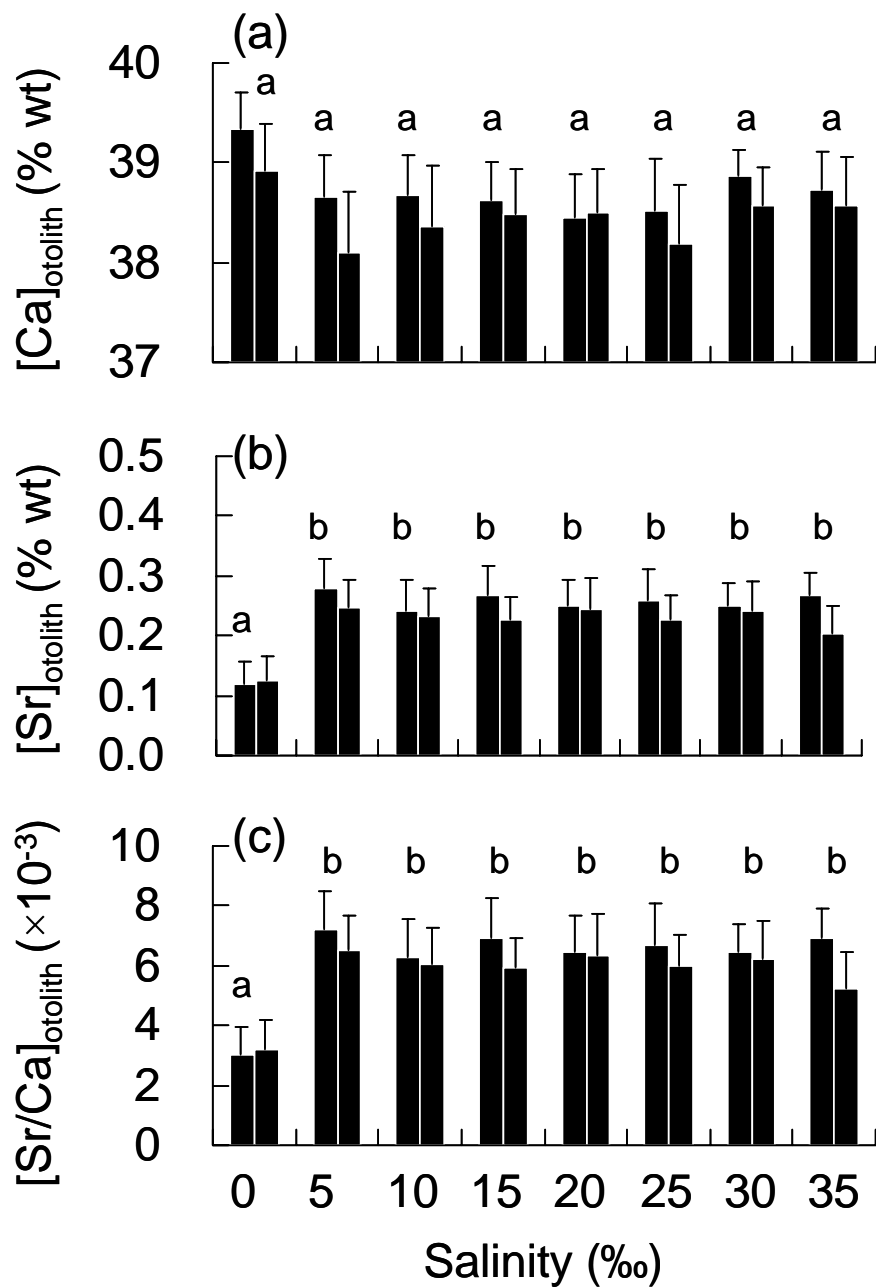 (a)
[Ca]otolith (% wt)
40
39
38
37
a a a a a a a a
(b)
[Sr]otolith (% wt)
0.5
0.4
0.3
0.2
0.1
0.0
a b b b b b b b
(c)
[Sr/Ca]otolith (×10-3)
10
8
6
4
2
0
a b b b b b b b
0 5 10 15 20 25 30 35
Salinity (‰)